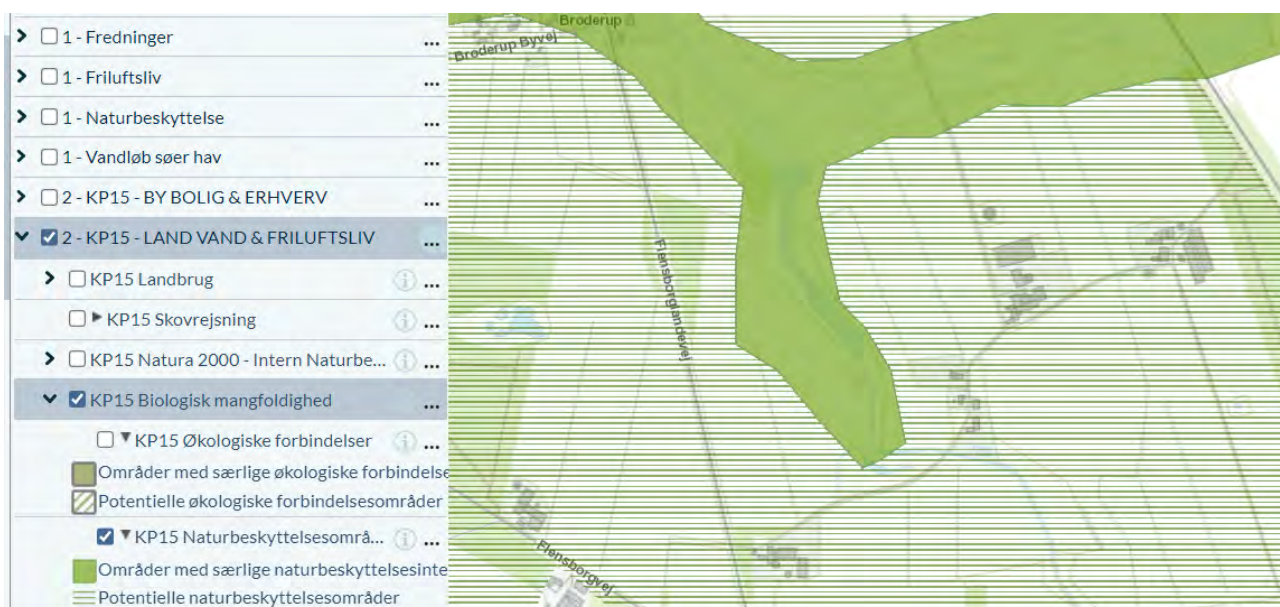 1 - Fredninger ...
1 - Friluftsliv ...
1 - Naturbeskyttelse ...
1 - Vandløb søer hav ...
2 - KP15 - BY BOLIG & ERHVERV ...
2 - KP15 - LAND VAND & FRILUFTSLIV ...
KP15 Landbrug ...
KP15 Skovrejsning ...
KP15 Natura 2000 - Intern Naturbe... ...
KP15 Biologisk mangfoldighed ...
KP15 Økologiske forbindelser ...
Områder med særlige økologiske forbindelse
Potentielle økologiske forbindelsesområder
KP15 Naturbeskyttelsesområ... ...
Områder med særlige naturbeskyttelsesinte
Potentielle naturbeskyttelsesområder
Broderup
Broderup Byvej
Flensborglandevej
Flensborgvej